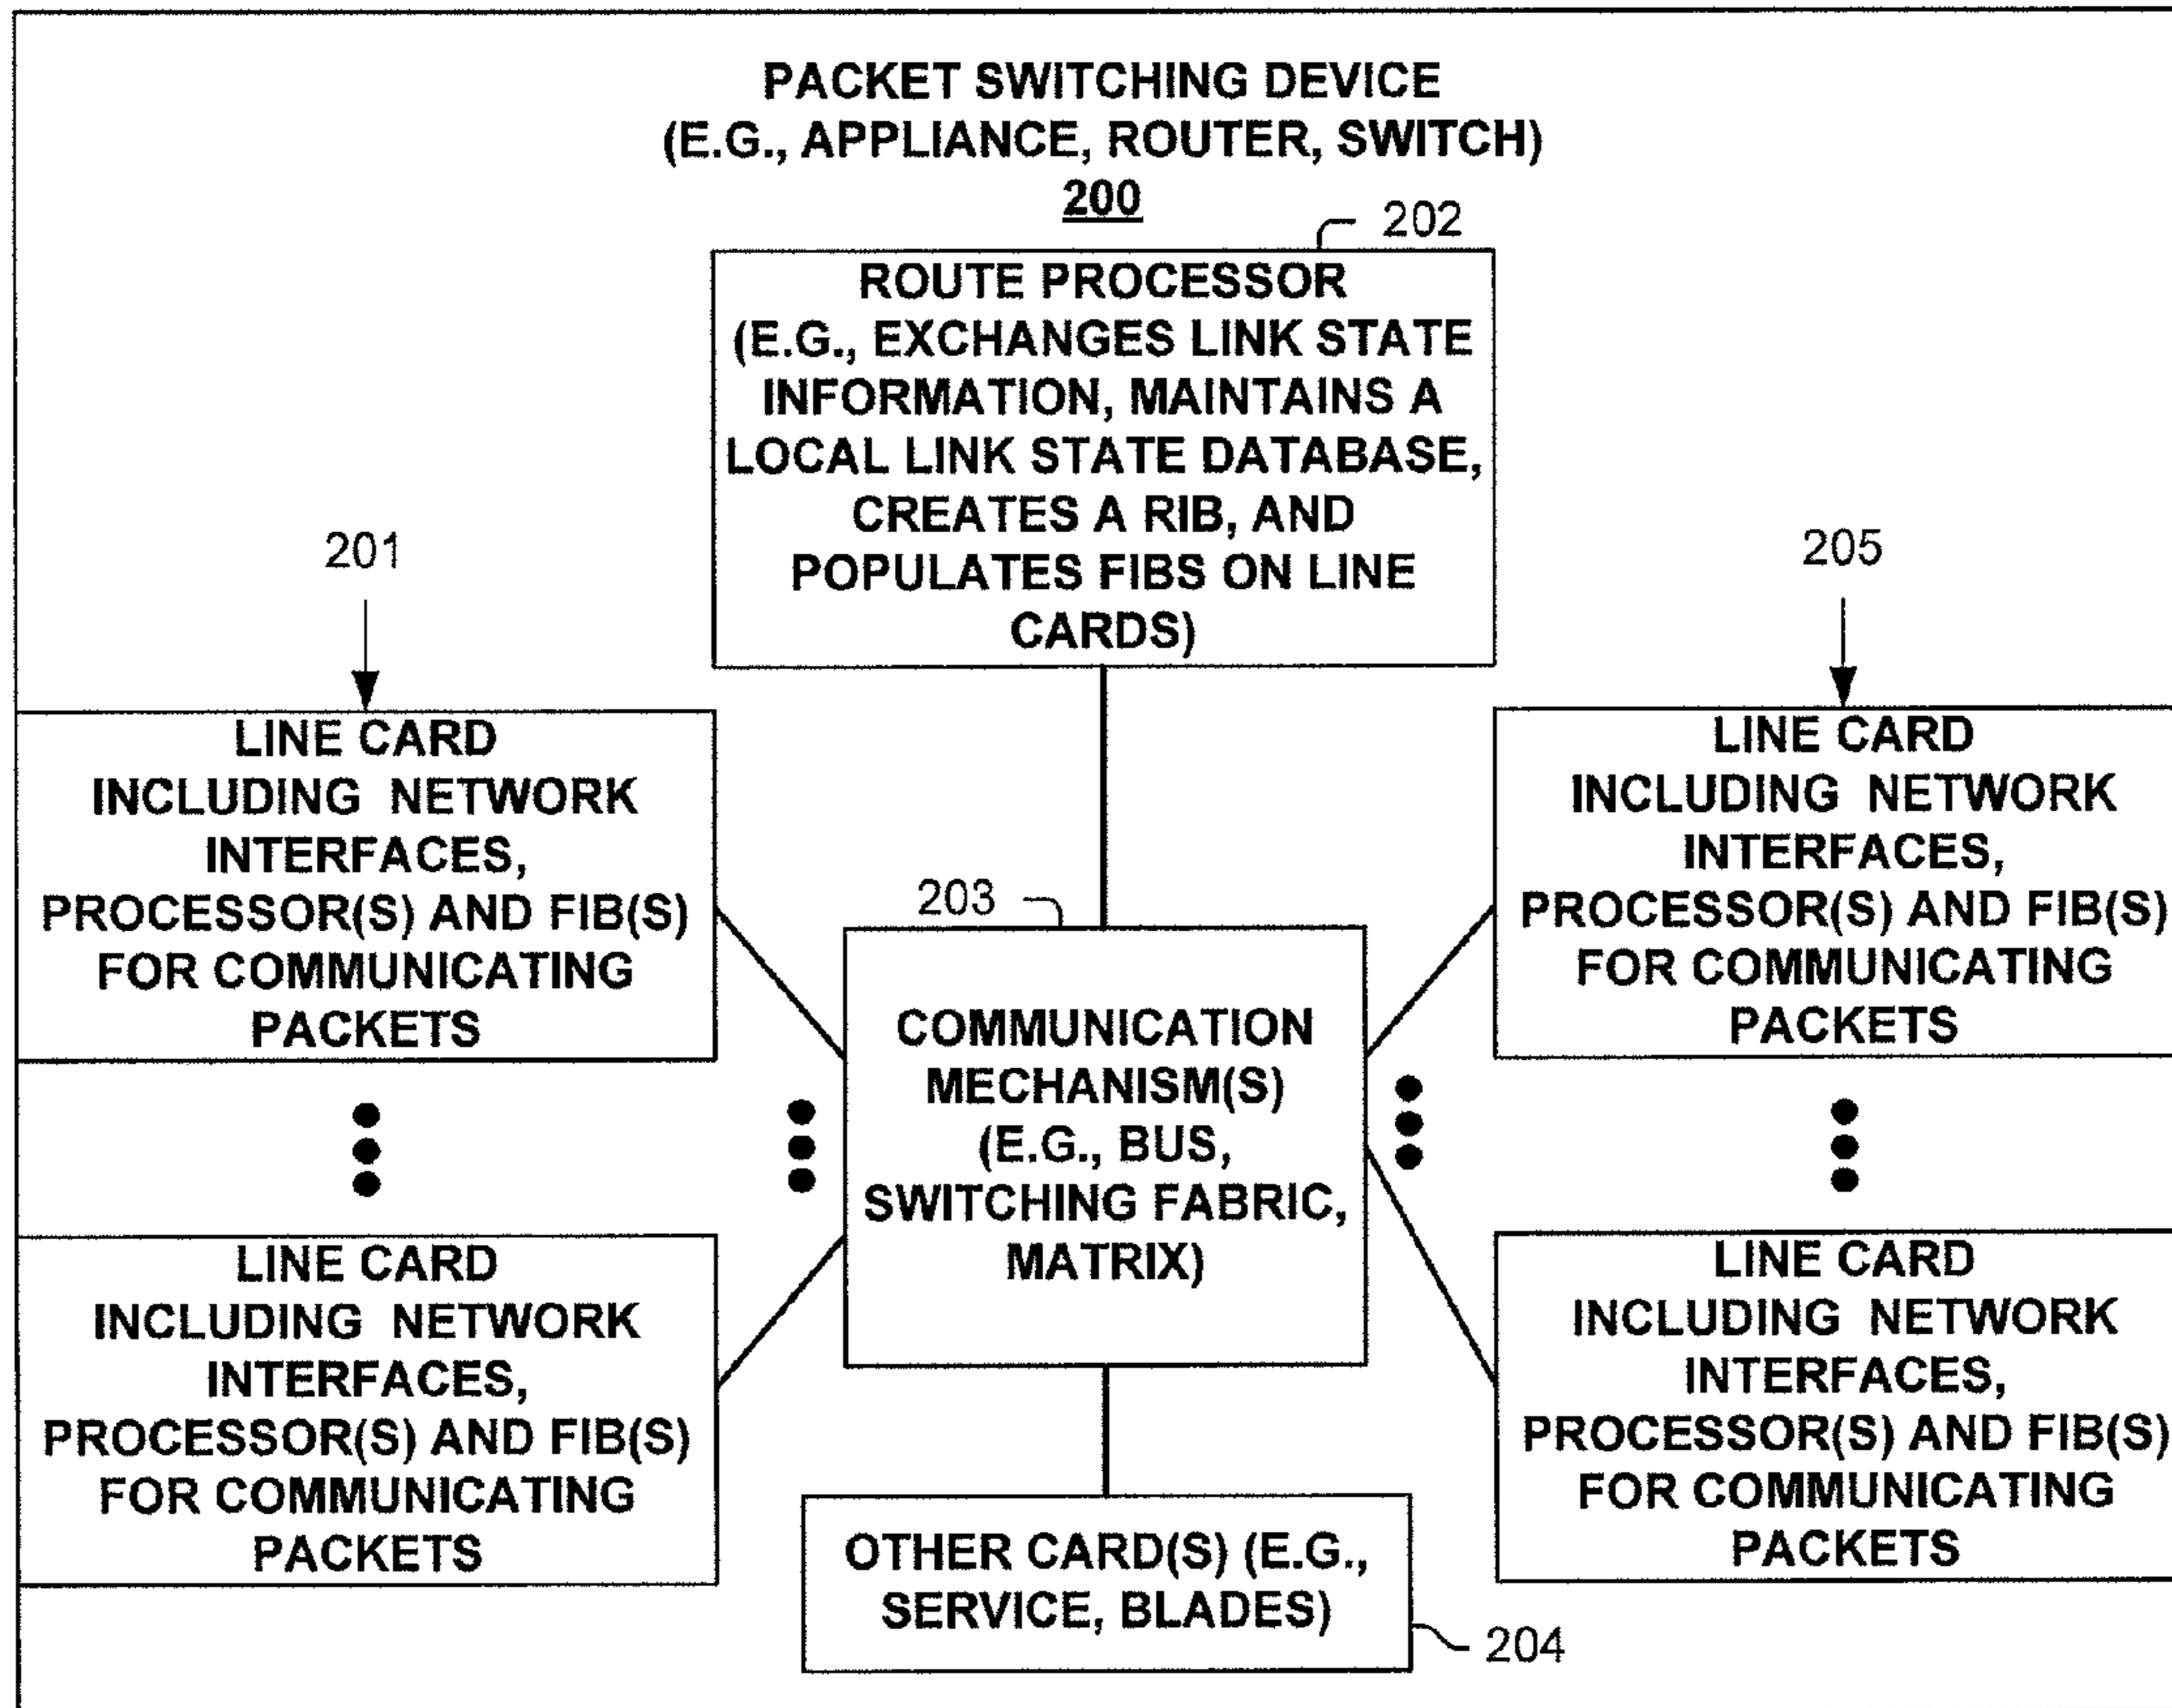 PACKET SWITCHING DEVICE
(E.G., APPLIANCE, ROUTER, SWITCH)
200
202
ROUTE PROCESSOR
(E.G., EXCHANGES LINK STATE
INFORMATION, MAINTAINS A
LOCAL LINK STATE DATABASE,
CREATES A RIB, AND
POPULATES FIBS ON LINE
CARDS)
201
LINE CARD
INCLUDING NETWORK
INTERFACES,
PROCESSOR(S) AND FIB(S)
FOR COMMUNICATING
PACKETS
205
LINE CARD
INCLUDING NETWORK
INTERFACES,
PROCESSOR(S) AND FIB(S)
FOR COMMUNICATING
PACKETS
203
COMMUNICATION
MECHANISM(S)
(E.G., BUS,
SWITCHING FABRIC,
MATRIX)
LINE CARD
INCLUDING NETWORK
INTERFACES,
PROCESSOR(S) AND FIB(S)
FOR COMMUNICATING
PACKETS
LINE CARD
INCLUDING NETWORK
INTERFACES,
PROCESSOR(S) AND FIB(S)
FOR COMMUNICATING
PACKETS
OTHER CARD(S) (E.G.,
SERVICE, BLADES)
204